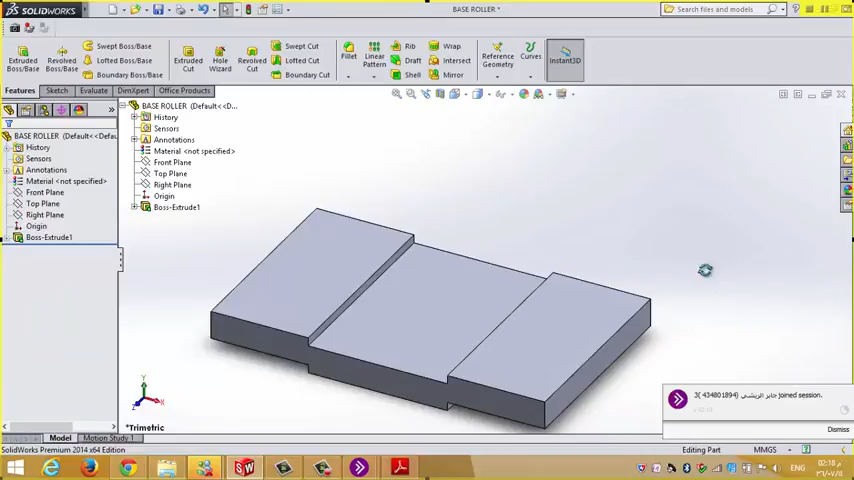 SOLIDWORKS
BASE ROLLER *
Search files and models
Extruded Boss/Base
Revolved Boss/Base
Swept Boss/Base
Lofted Boss/Base
Boundary Boss/Base
Extruded Cut
Hole Wizard
Revolved Cut
Swept Cut
Lofted Cut
Boundary Cut
Fillet
Linear Pattern
Rib
Draft
Shell
Wrap
Intersect
Mirror
Reference Geometry
Curves
Instant3D
Features
Sketch
Evaluate
DimXpert
Office Products
BASE ROLLER (Default<<D...
History
Sensors
Annotations
Material <not specified>
Front Plane
Top Plane
Right Plane
Origin
Boss-Extrude1
BASE ROLLER (Default<<Defau
History
Sensors
Annotations
Material <not specified>
Front Plane
Top Plane
Right Plane
Origin
Boss-Extrude1
Y
X
Z
*Trimetric
joined session.
Dismiss
Model
Motion Study 1
SolidWorks Premium 2014 x64 Edition
Editing Part
MMGS
ENG
02:18 م